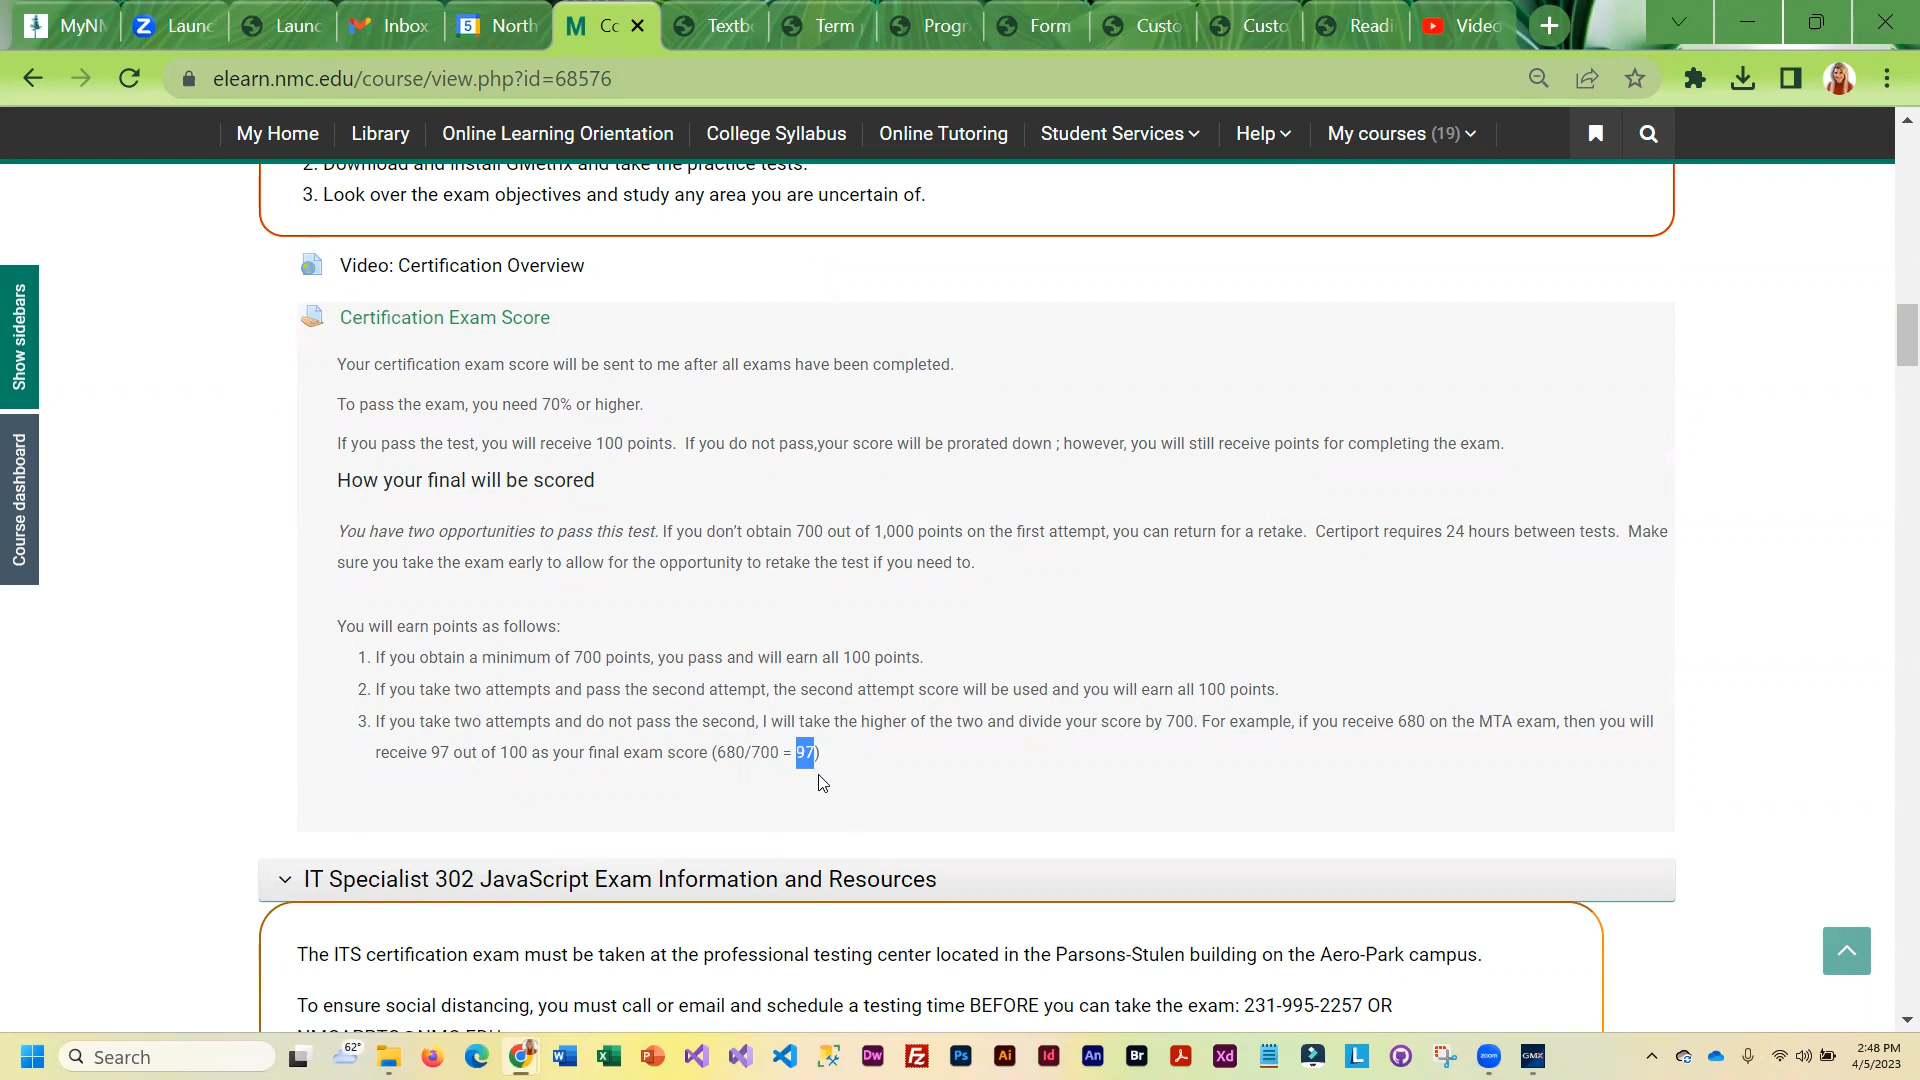 MyNM Launc Launc Inbox North Cc Textbo Term Progr Form Custo Custo Readi Video
elearn.nmc.edu/course/view.php?id=68576
My Home Library Online Learning Orientation College Syllabus Online Tutoring Student Services Help My courses (19)
2. Download and install GMetrix and take the practice tests.
3. Look over the exam objectives and study any area you are uncertain of.
Video: Certification Overview
Certification Exam Score
Your certification exam score will be sent to me after all exams have been completed.
To pass the exam, you need 70% or higher.
If you pass the test, you will receive 100 points.  If you do not pass,your score will be prorated down ; however, you will still receive points for completing the exam.
How your final will be scored
You have two opportunities to pass this test. If you don't obtain 700 out of 1,000 points on the first attempt, you can return for a retake.  Certiport requires 24 hours between tests.  Make
sure you take the exam early to allow for the opportunity to retake the test if you need to.
You will earn points as follows:
1. If you obtain a minimum of 700 points, you pass and will earn all 100 points.
2. If you take two attempts and pass the second attempt, the second attempt score will be used and you will earn all 100 points.
3. If you take two attempts and do not pass the second, I will take the higher of the two and divide your score by 700. For example, if you receive 680 on the MTA exam, then you will
receive 97 out of 100 as your final exam score (680/700 = 97)
IT Specialist 302 JavaScript Exam Information and Resources
The ITS certification exam must be taken at the professional testing center located in the Parsons-Stulen building on the Aero-Park campus.
To ensure social distancing, you must call or email and schedule a testing time BEFORE you can take the exam: 231-995-2257 OR
Show sidebars
Course dashboard
Search
62°
2:48 PM
4/5/2023